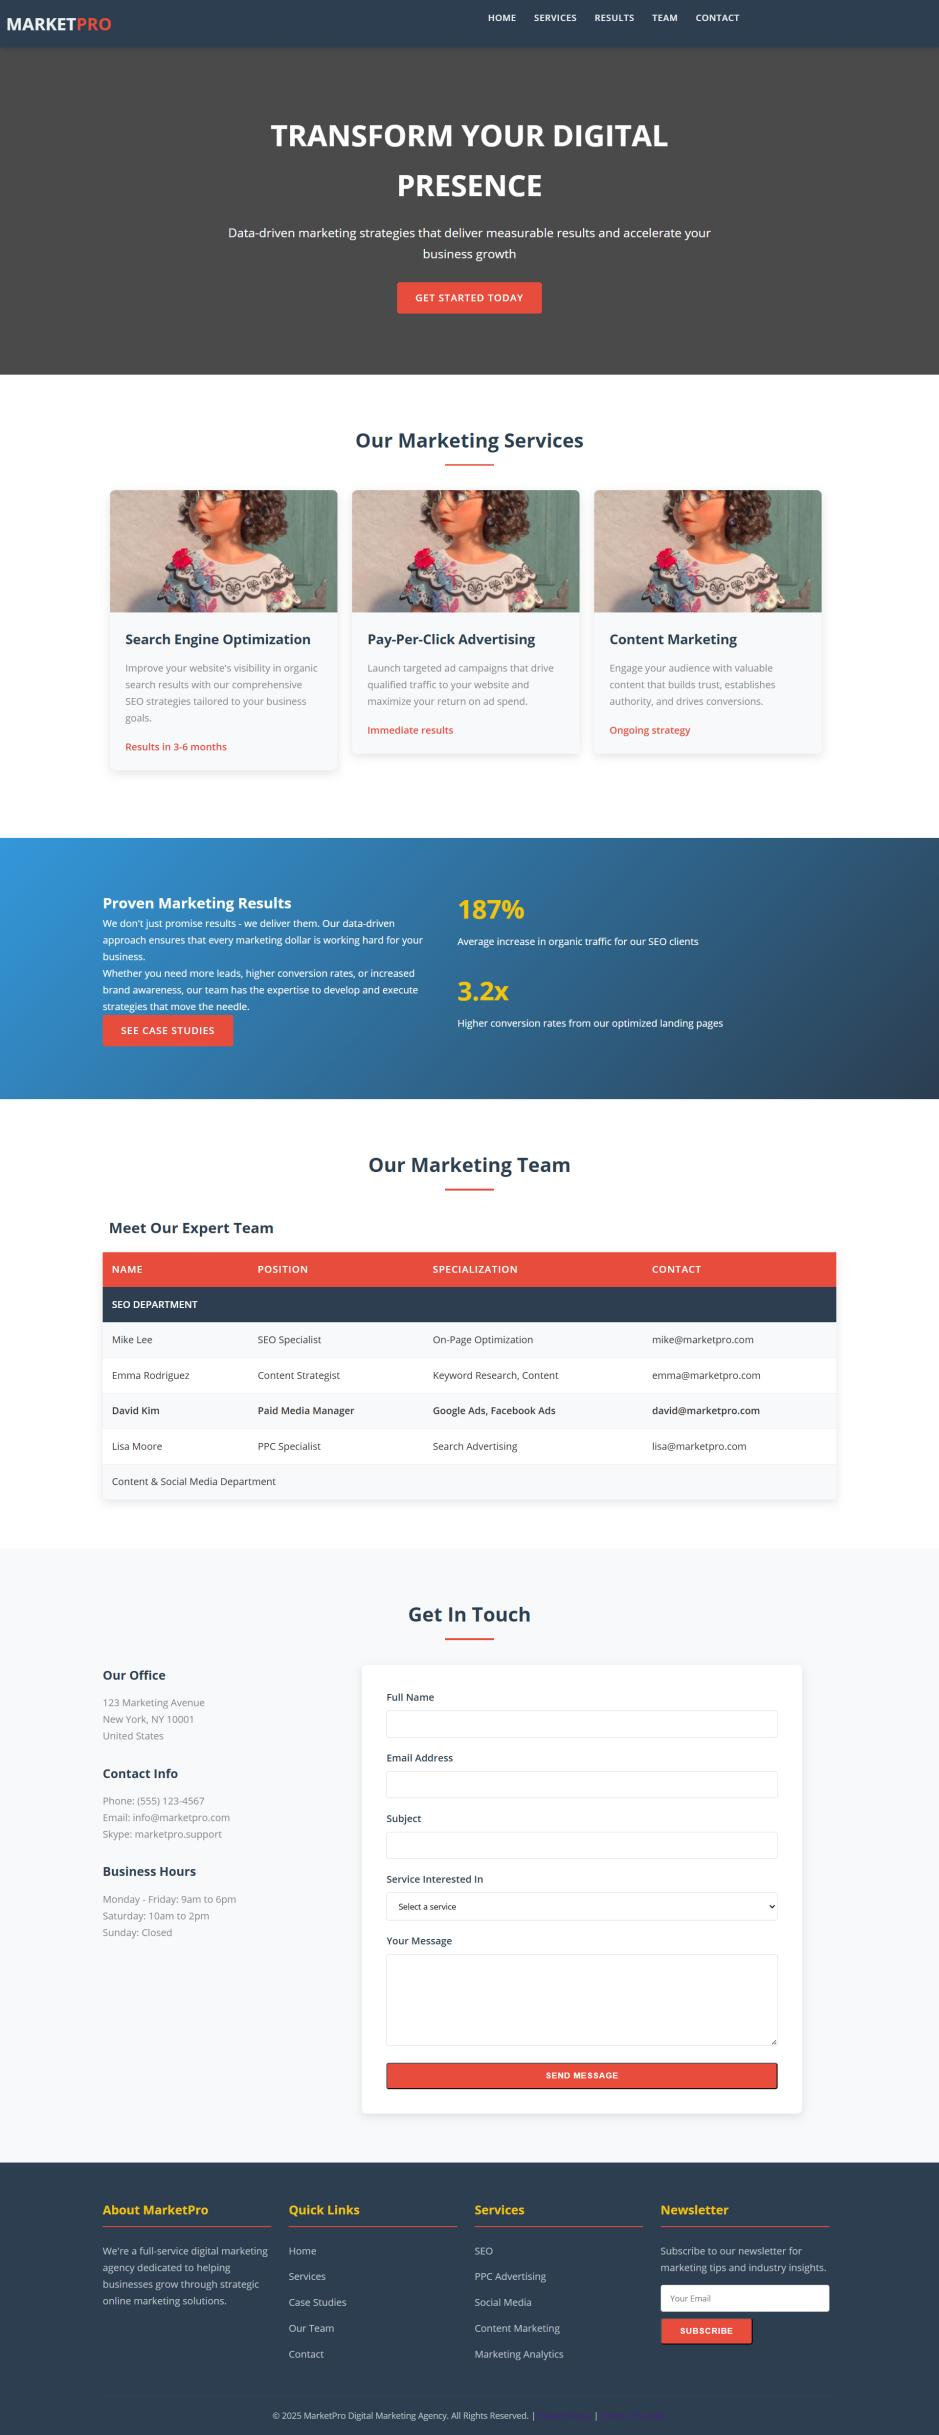 MARKETPRO
HOME SERVICES RESULTS TEAM CONTACT
TRANSFORM YOUR DIGITAL
PRESENCE
Data-driven marketing strategies that deliver measurable results and accelerate your
business growth
GET STARTED TODAY
Our Marketing Services
Search Engine Optimization
Improve your website's visibility in organic
search results with our comprehensive
SEO strategies tailored to your business
goals.
Results in 3-6 months
Pay-Per-Click Advertising
Launch targeted ad campaigns that drive
qualified traffic to your website and
maximize your return on ad spend.
Immediate results
Content Marketing
Engage your audience with valuable
content that builds trust, establishes
authority, and drives conversions.
Ongoing strategy
Proven Marketing Results
We don't just promise results - we deliver them. Our data-driven
approach ensures that every marketing dollar is working hard for your
business.
Whether you need more leads, higher conversion rates, or increased
brand awareness, our team has the expertise to develop and execute
strategies that move the needle.
SEE CASE STUDIES
187%
Average increase in organic traffic for our SEO clients
3.2x
Higher conversion rates from our optimized landing pages
Our Marketing Team
Meet Our Expert Team
NAME POSITION SPECIALIZATION CONTACT
SEO DEPARTMENT
Mike Lee SEO Specialist On-Page Optimization mike@marketpro.com
Emma Rodriguez Content Strategist Keyword Research, Content emma@marketpro.com
David Kim Paid Media Manager Google Ads, Facebook Ads david@marketpro.com
Lisa Moore PPC Specialist Search Advertising lisa@marketpro.com
Content & Social Media Department
Get In Touch
Our Office
123 Marketing Avenue
New York, NY 10001
United States
Contact Info
Phone: (555) 123-4567
Email: info@marketpro.com
Skype: marketpro.support
Business Hours
Monday - Friday: 9am to 6pm
Saturday: 10am to 2pm
Sunday: Closed
Full Name
Email Address
Subject
Service Interested In
Select a service
Your Message
SEND MESSAGE
About MarketPro
We're a full-service digital marketing
agency dedicated to helping
businesses grow through strategic
online marketing solutions.
Quick Links
Home
Services
Case Studies
Our Team
Contact
Services
SEO
PPC Advertising
Social Media
Content Marketing
Marketing Analytics
Newsletter
Subscribe to our newsletter for
marketing tips and industry insights.
Your Email
SUBSCRIBE
© 2025 MarketPro Digital Marketing Agency. All Rights Reserved. | |